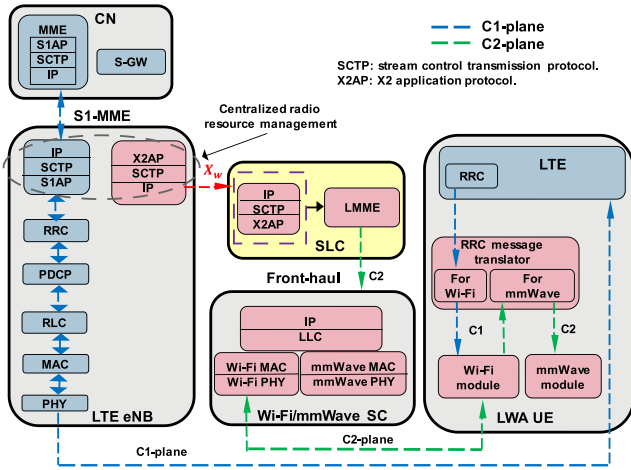 CN
MME
S1AP
SCTP
IP
S-GW
C1-plane
C2-plane
SCTP: stream control transmission protocol.
X2AP: X2 application protocol.
S1-MME
Centralized radio
resource management
IP
SCTP
S1AP
X2AP
SCTP
IP
Xw
RRC
PDCP
RLC
MAC
PHY
LTE eNB
IP
SCTP
X2AP
LMME
SLC
Front-haul
C2
IP
LLC
Wi-Fi MAC
Wi-Fi PHY
mmWave MAC
mmWave PHY
Wi-Fi/mmWave SC
LTE
RRC
RRC message
translator
For
Wi-Fi
For
mmWave
C1
C2
Wi-Fi
module
mmWave
module
LWA UE
C2-plane
C1-plane